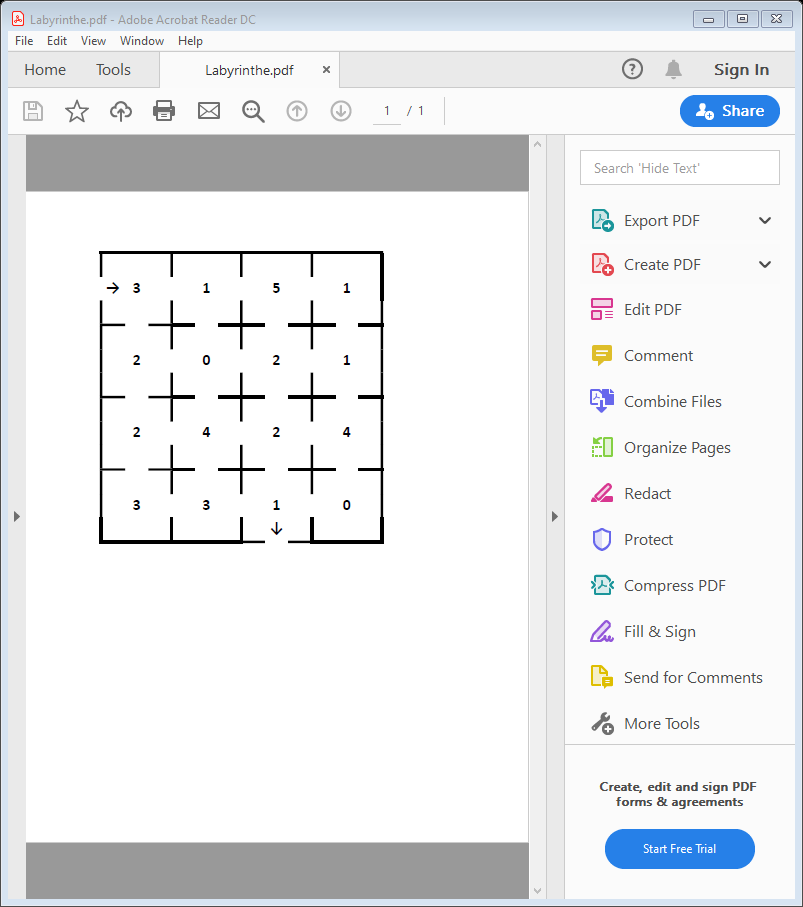 Labyrinthe.pdf - Adobe Acrobat Reader DC
File Edit View Window Help
Home Tools Labyrinthe.pdf × Sign In
1 / 1 Share
Search 'Hide Text'
→ 3 1 5 1
2 0 2 1
2 4 2 4
3 3 1 0
↓
Export PDF
Create PDF
Edit PDF
Comment
Combine Files
Organize Pages
Redact
Protect
Compress PDF
Fill & Sign
Send for Comments
More Tools
Create, edit and sign PDF
forms & agreements
Start Free Trial